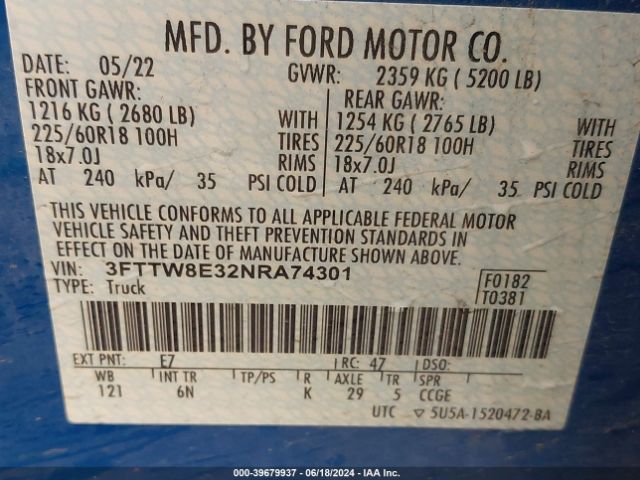 MFD. BY FORD MOTOR CO.
DATE: 05/22 GVWR: 2359 KG ( 5200 LB)
FRONT GAWR: REAR GAWR:
1216 KG ( 2680 LB) WITH 1254 KG ( 2765 LB) WITH
225/60R18 100H TIRES 225/60R18 100H TIRES
18x7.0J RIMS 18x7.0J RIMS
AT 240 kPa/ 35 PSI COLD AT 240 kPa/ 35 PSI COLD
THIS VEHICLE CONFORMS TO ALL APPLICABLE FEDERAL MOTOR
VEHICLE SAFETY AND THEFT PREVENTION STANDARDS IN
EFFECT ON THE DATE OF MANUFACTURE SHOWN ABOVE.
VIN: 3FTTW8E32NRA74301 F0182
TYPE: Truck T0381
EXT PNT: E7 RC: 47 DSO:
WB INT TR TP/PS R AXLE TR SPR
121 6N K 29 5 CCGE
UTC ▽ 5U5A-1520472-BA
000-39679937 - 06/18/2024 - IAA Inc.